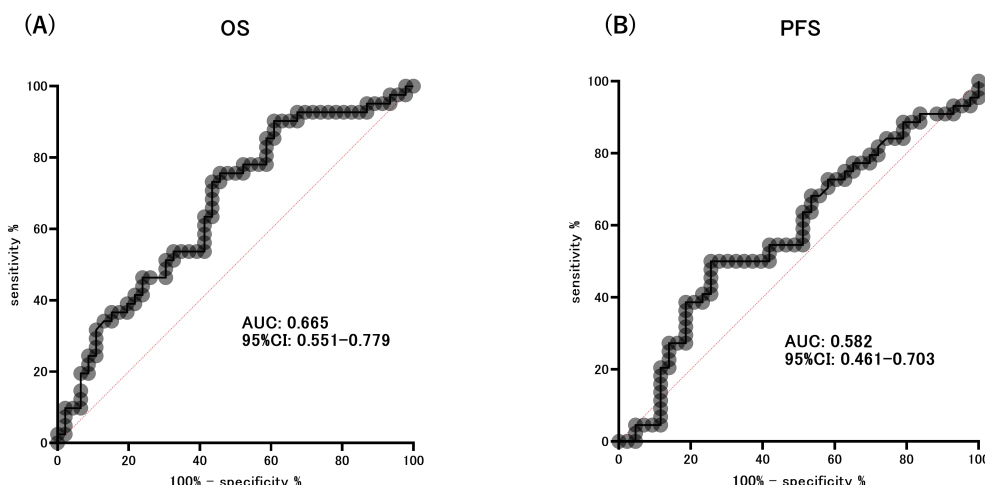 (A)
OS
100
80
60
40
20
0
0
20
40
60
80
100
sensitivity %
100% - specificity %
AUC: 0.665
95%CI: 0.551-0.779
(B)
PFS
100
80
60
40
20
0
0
20
40
60
80
100
sensitivity %
100% - specificity %
AUC: 0.582
95%CI: 0.461-0.703